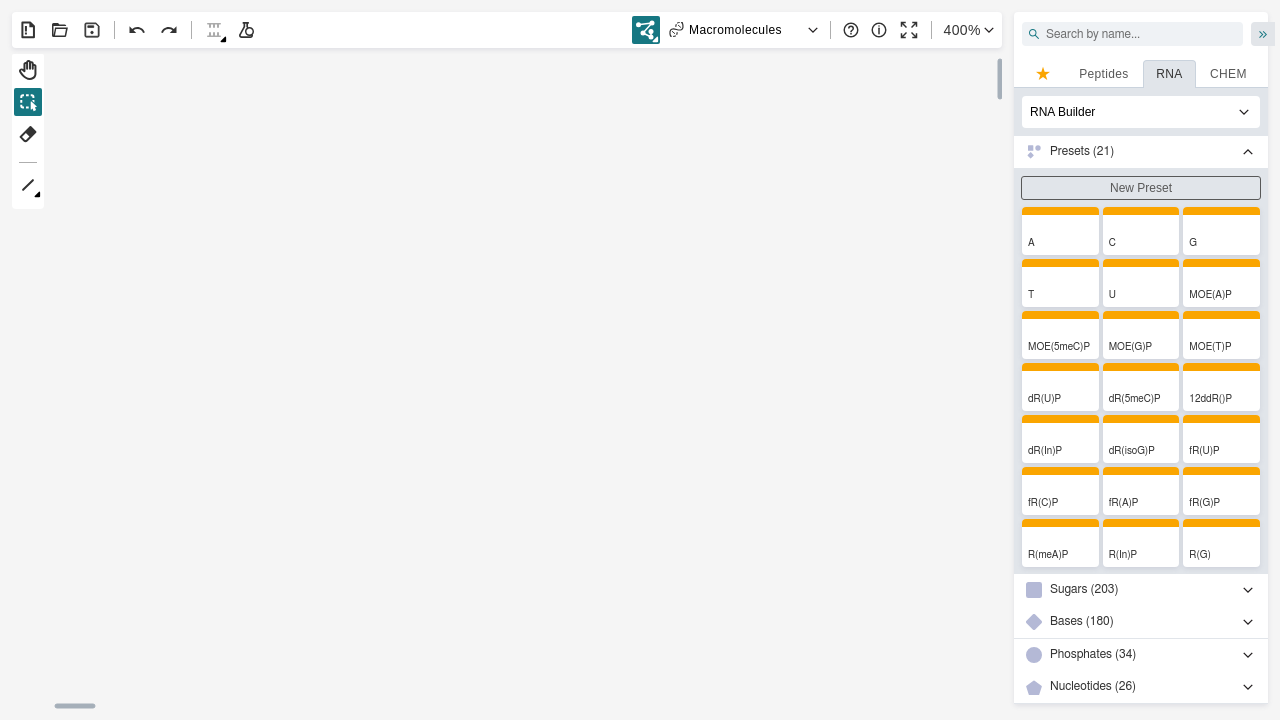 Macromolecules
400%
Search by name...
Peptides RNA CHEM
RNA Builder
Presets (21)
New Preset
A C G
T U MOE(A)P
MOE(5meC)P MOE(G)P MOE(T)P
dR(U)P dR(5meC)P 12ddR()P
dR(In)P dR(isoG)P fR(U)P
fR(C)P fR(A)P fR(G)P
R(meA)P R(In)P R(G)
Sugars (203)
Bases (180)
Phosphates (34)
Nucleotides (26)